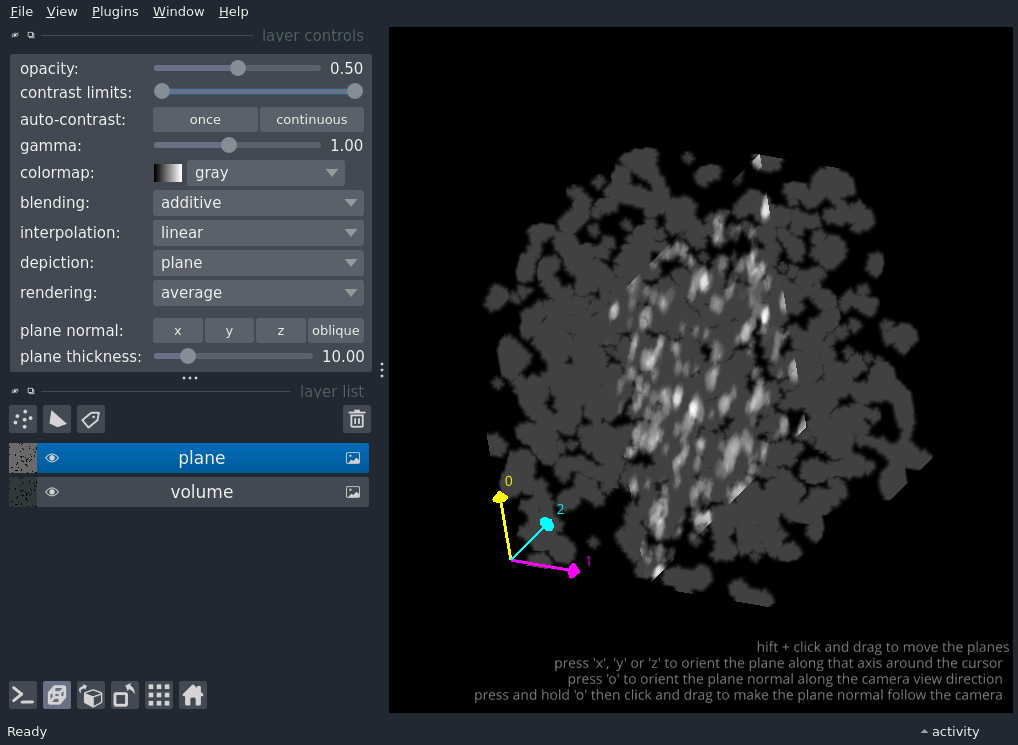 File View Plugins Window Help
layer controls
opacity: 0.50
contrast limits:
auto-contrast: once continuous
gamma: 1.00
colormap: gray
blending: additive
interpolation: linear
depiction: plane
rendering: average
plane normal: x y z oblique
plane thickness: 10.00
layer list
plane
volume
0
2
1
hift + click and drag to move the planes
press 'x', 'y' or 'z' to orient the plane along that axis around the cursor
press 'o' to orient the plane normal along the camera view direction
press and hold 'o' then click and drag to make the plane normal follow the camera
Ready activity